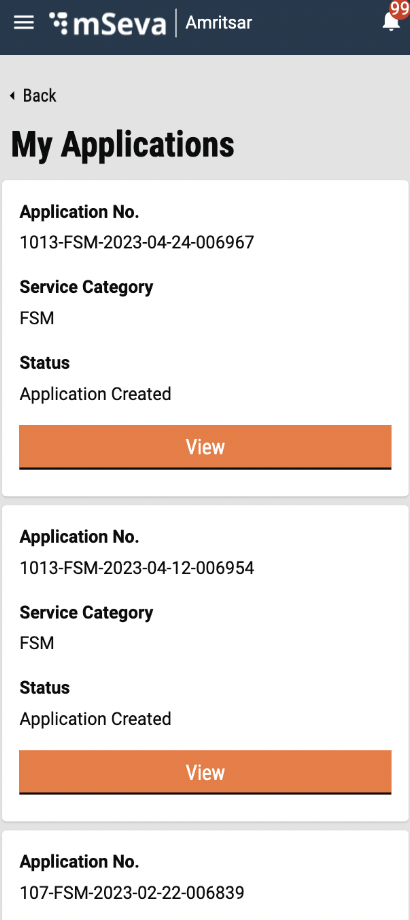 mSeva | Amritsar
99
Back
My Applications
Application No.
1013-FSM-2023-04-24-006967
Service Category
FSM
Status
Application Created
View
Application No.
1013-FSM-2023-04-12-006954
Service Category
FSM
Status
Application Created
View
Application No.
107-FSM-2023-02-22-006839